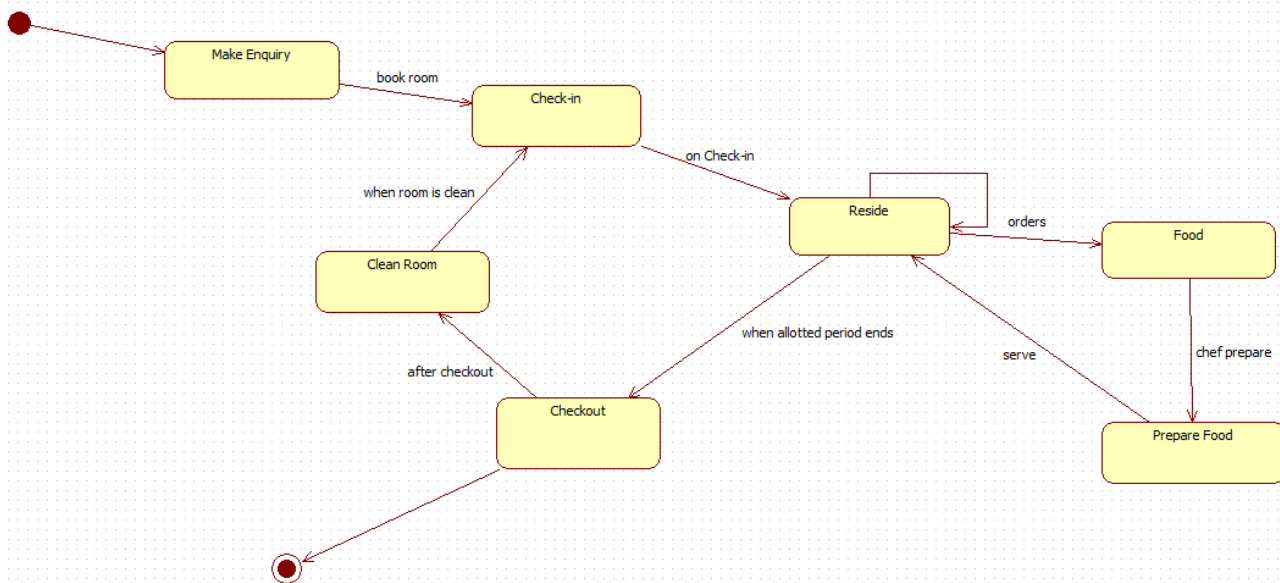 Make Enquiry
book room
Check-in
on Check-in
when room is clean
Reside
orders
Food
Clean Room
when allotted period ends
serve
chef prepare
after checkout
Checkout
Prepare Food